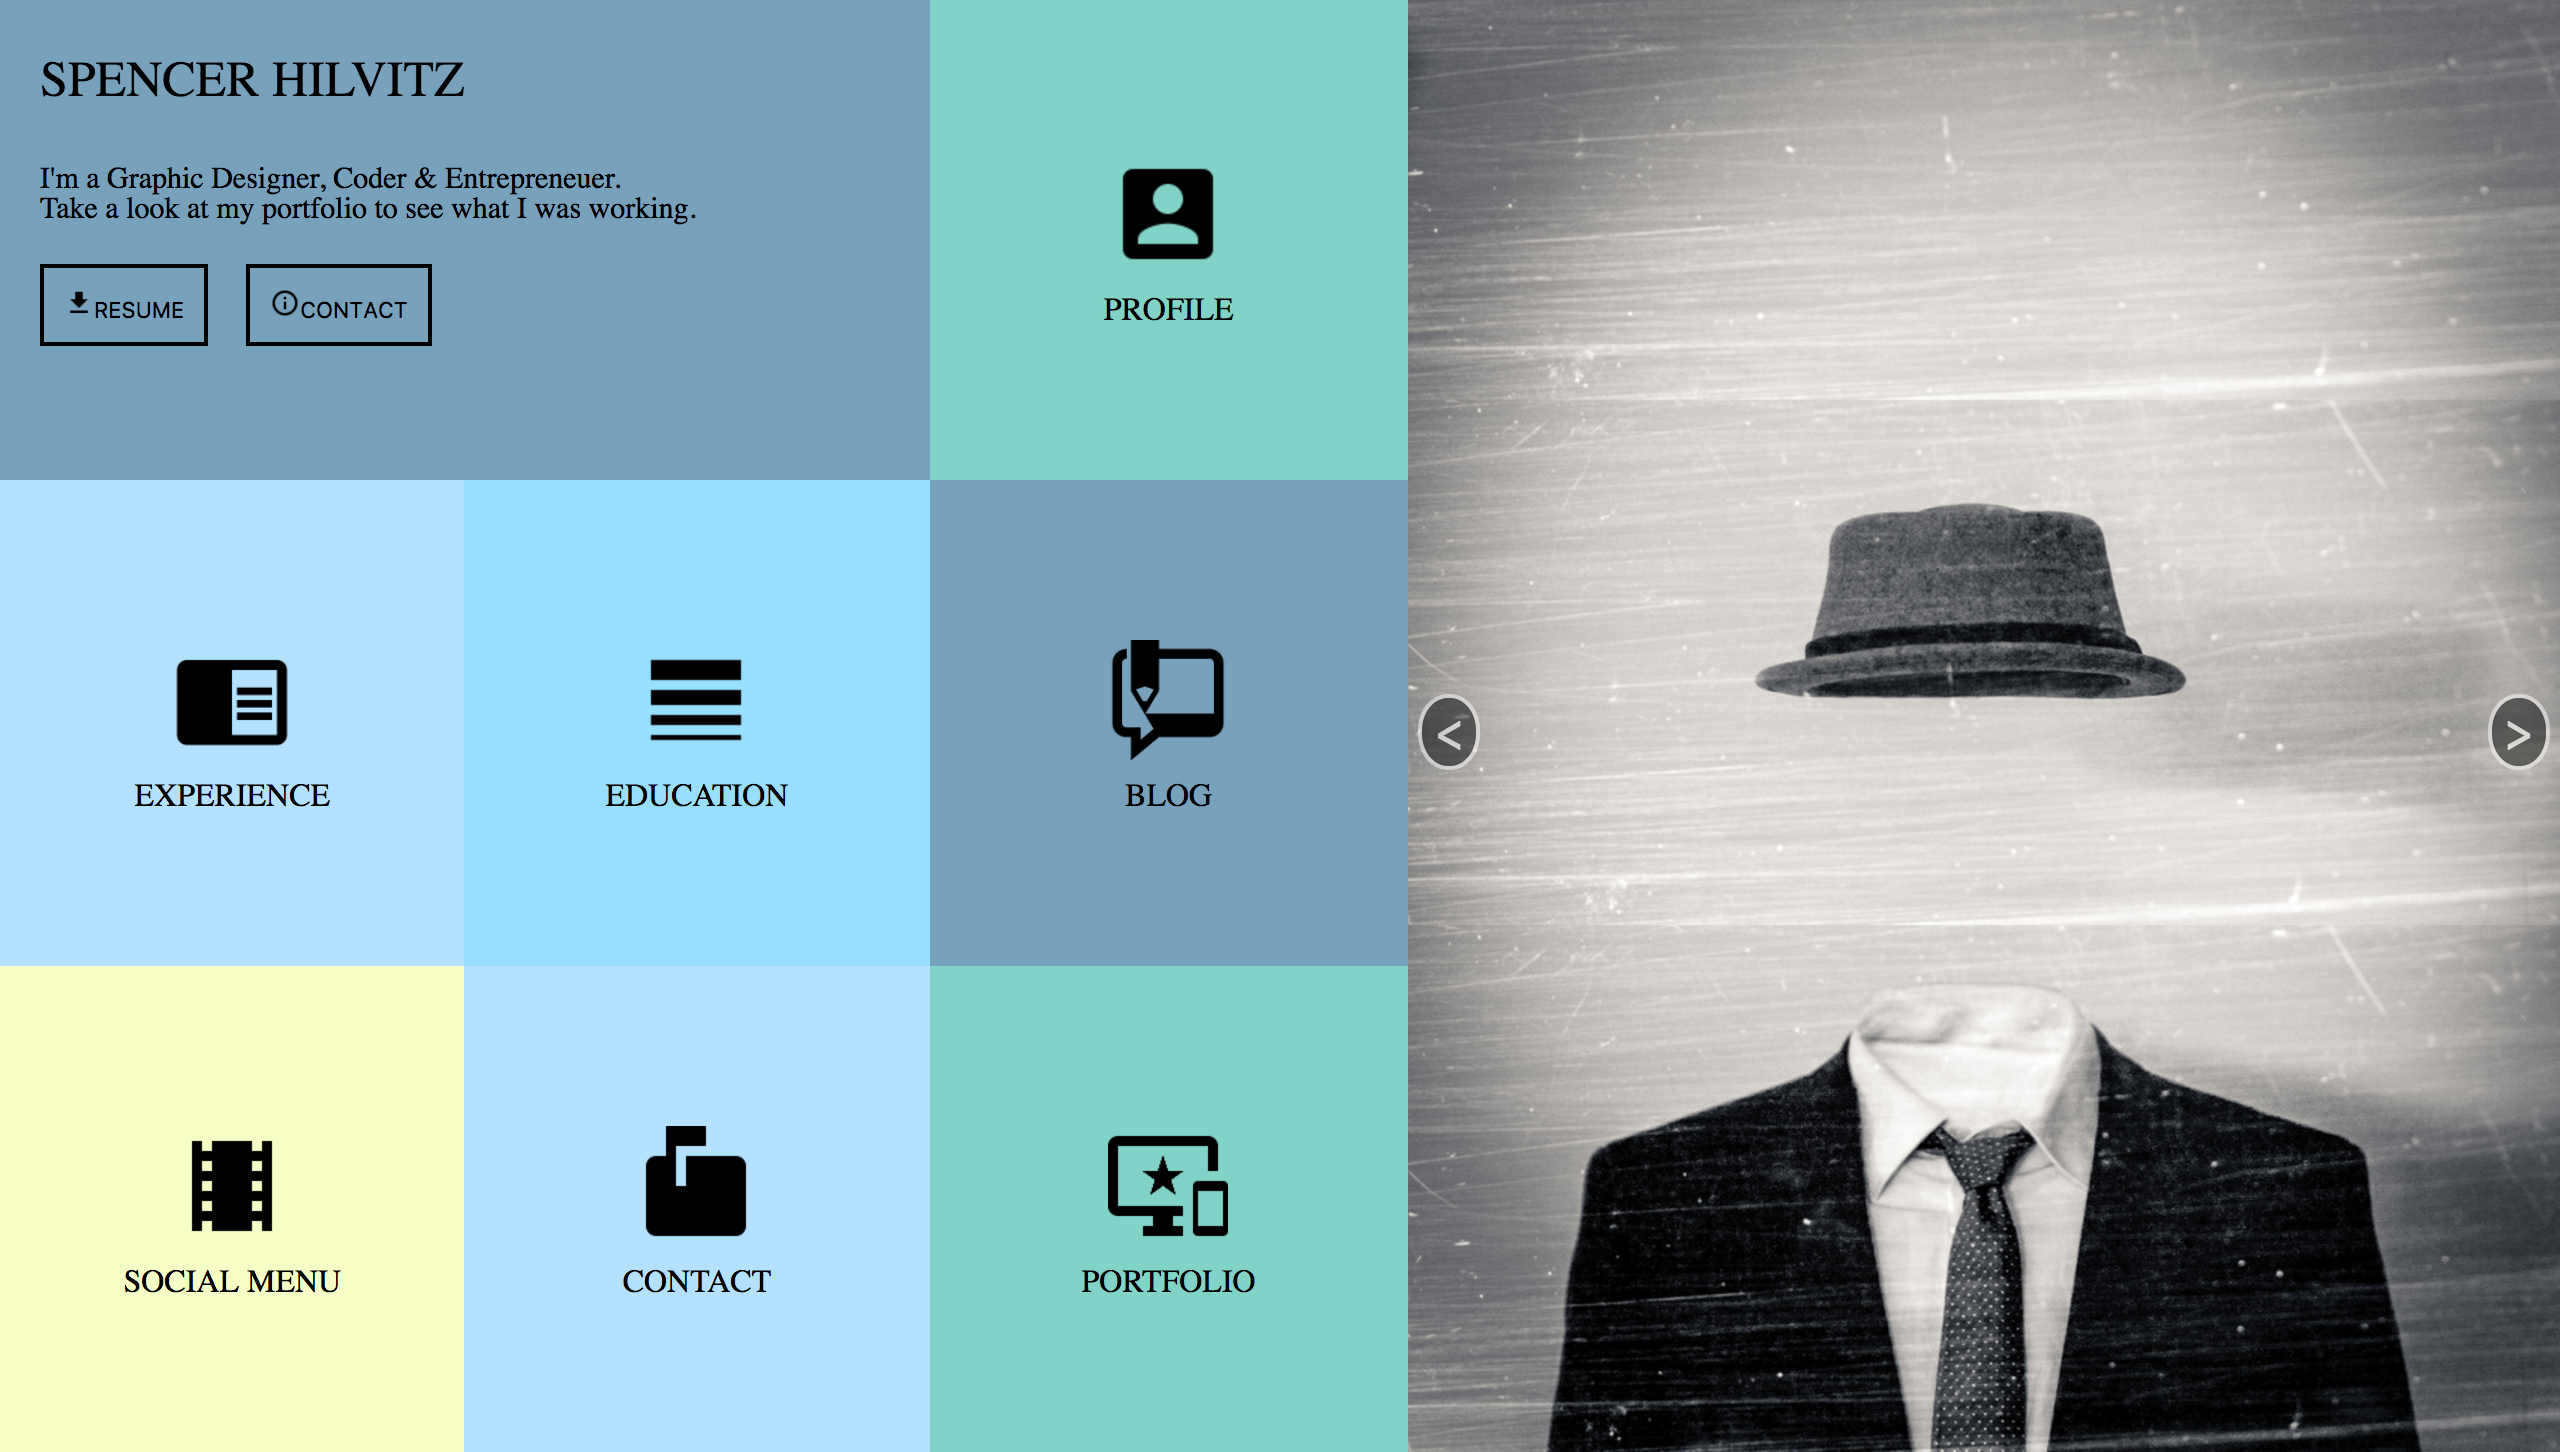 SPENCER HILVITZ
I'm a Graphic Designer, Coder & Entrepreneuer.
Take a look at my portfolio to see what I was working.
RESUME
CONTACT
PROFILE
EXPERIENCE
EDUCATION
BLOG
<
>
SOCIAL MENU
CONTACT
PORTFOLIO